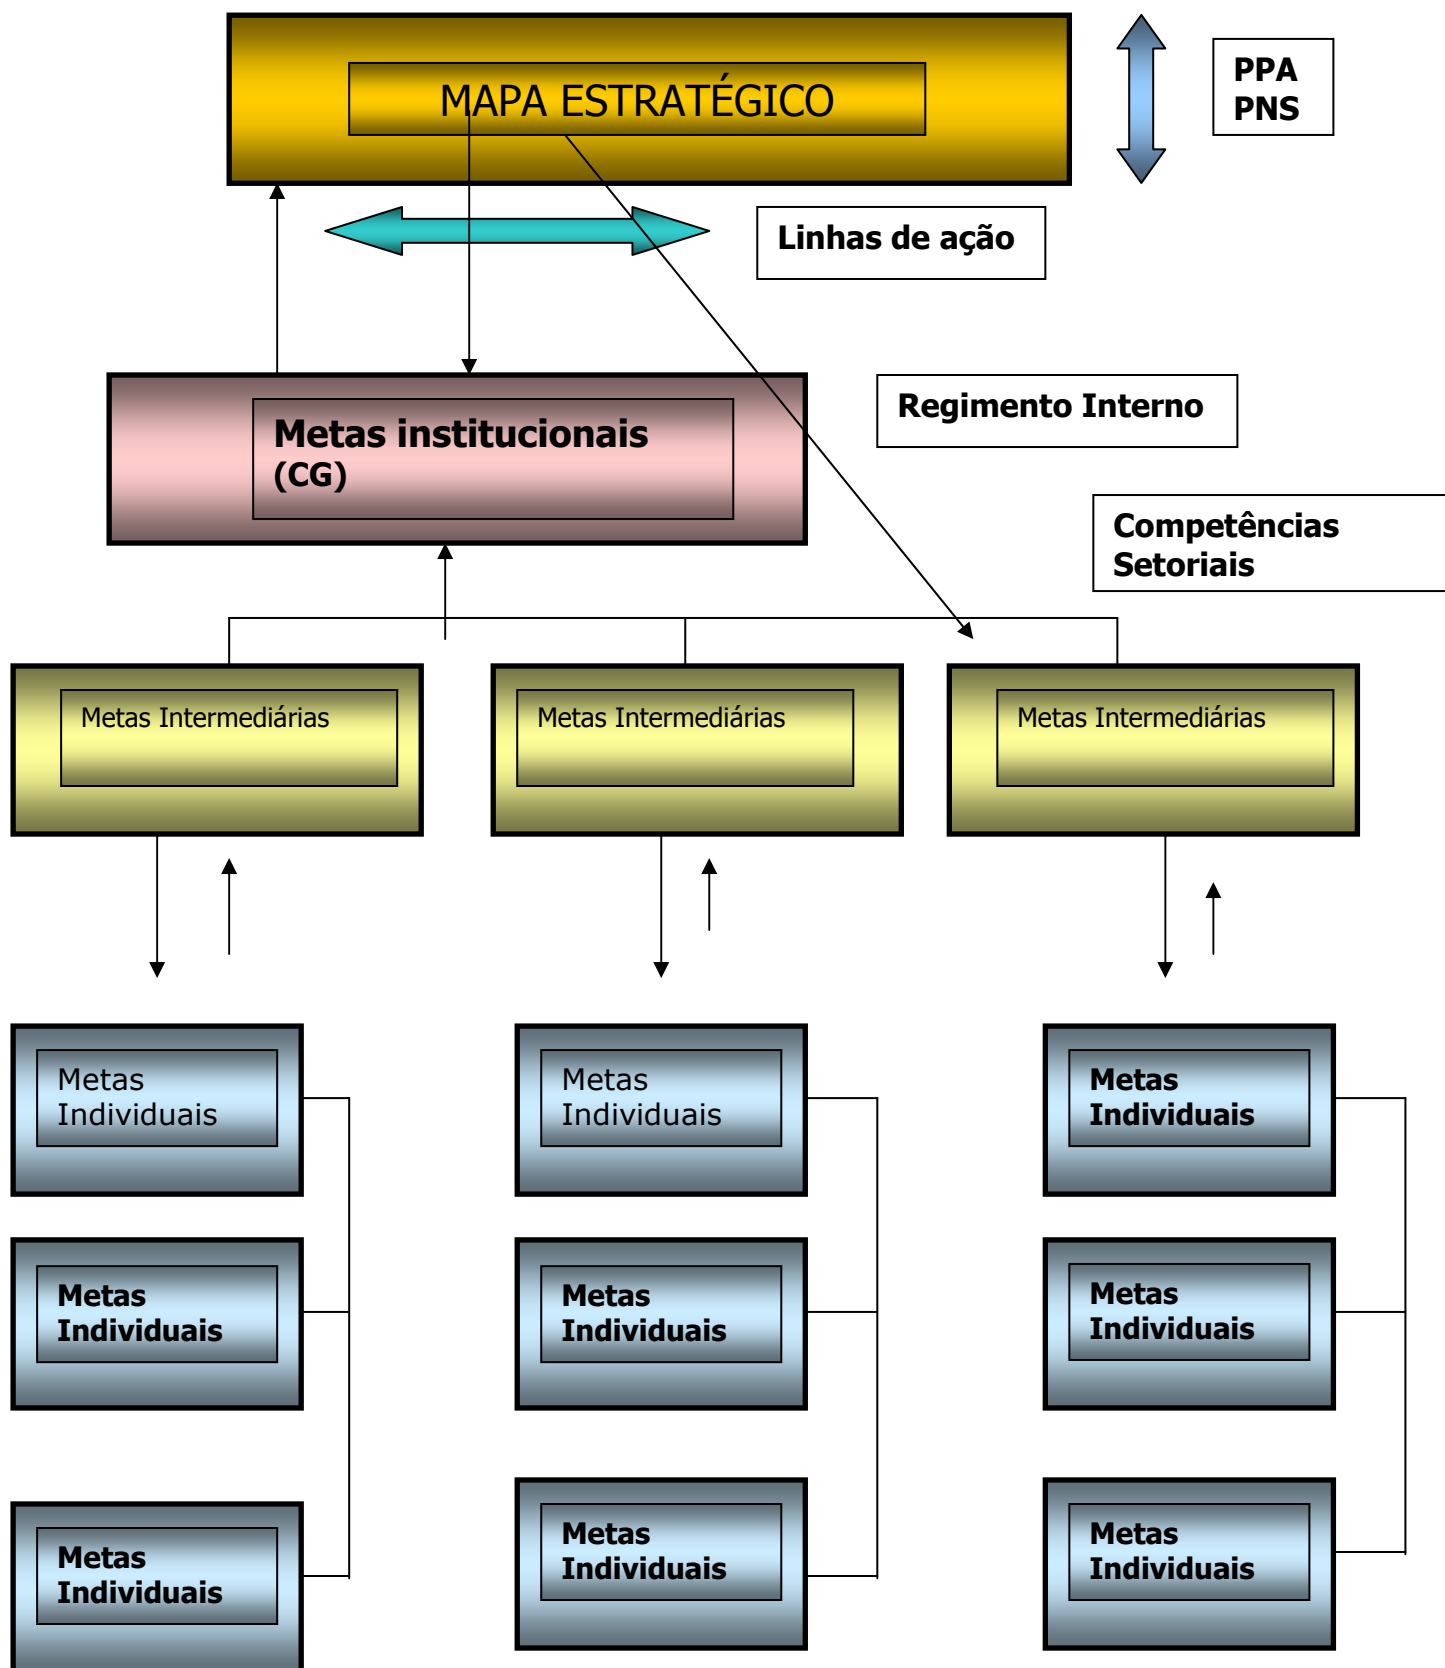 MAPA ESTRATÉGICO
PPA
PNS
Linhas de ação
Metas institucionais
(CG)
Regimento Interno
Competências
Setoriais
Metas Intermediárias
Metas Intermediárias
Metas Intermediárias
Metas
Individuais
Metas
Individuais
Metas
Individuais
Metas
Individuais
Metas
Individuais
Metas
Individuais
Metas
Individuais
Metas
Individuais
Metas
Individuais